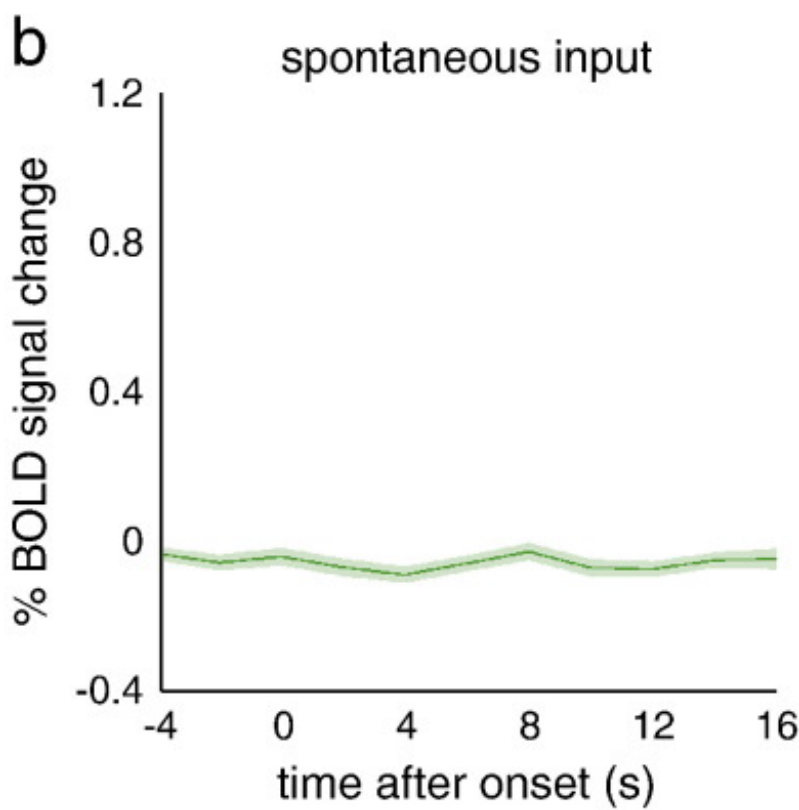 b
spontaneous input
% BOLD signal change
1.2
0.8
0.4
0
-0.4
-4 0 4 8 12 16
time after onset (s)